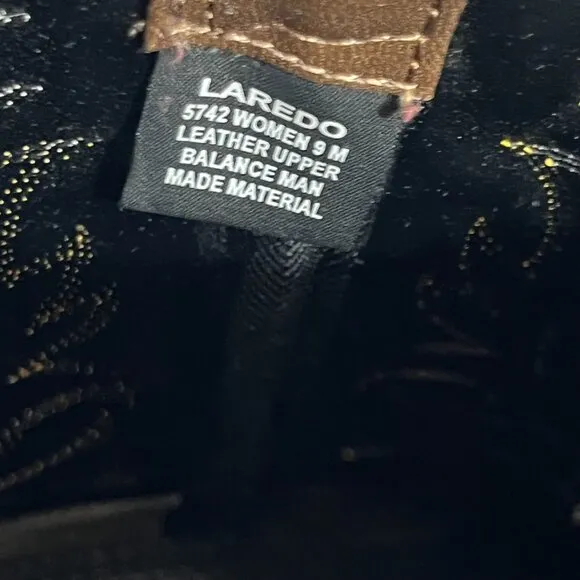 LAREDO
5742 WOMEN 9 M
LEATHER UPPER
BALANCE MAN
MADE MATERIAL